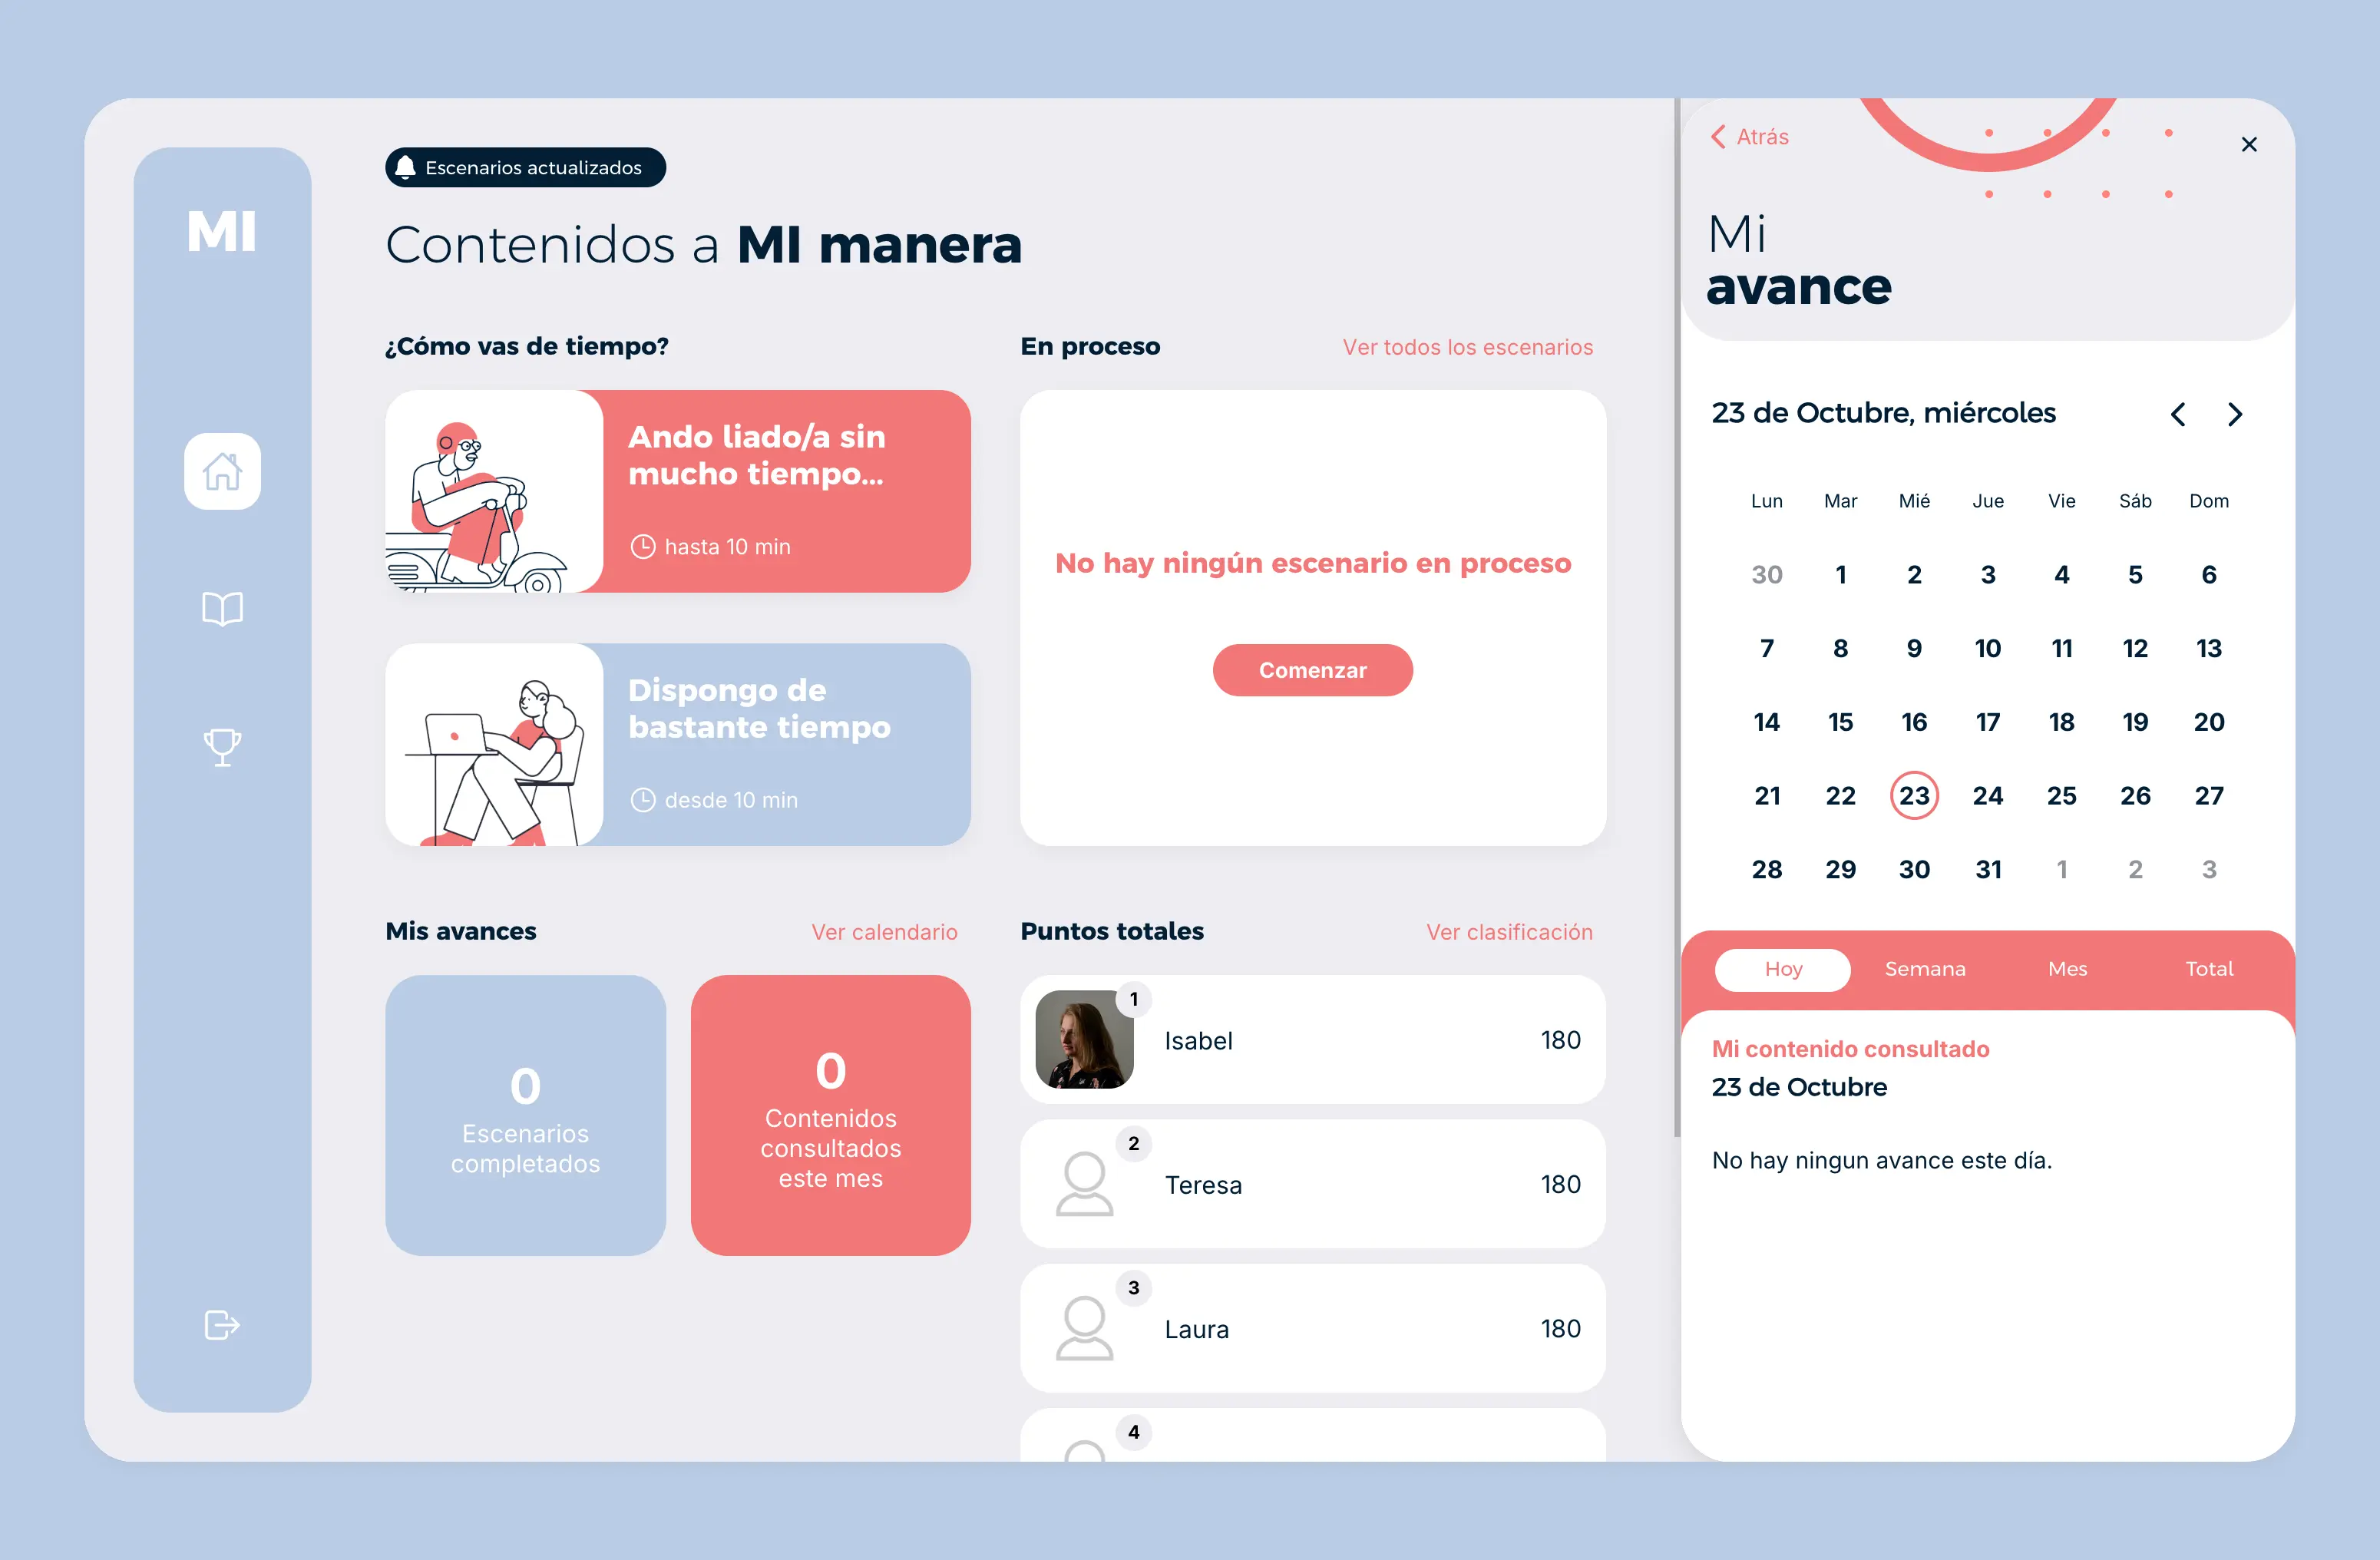 MI
Escenarios actualizados
Contenidos a MI manera
¿Cómo vas de tiempo?
Ando liado/a sin
mucho tiempo...
hasta 10 min
Dispongo de
bastante tiempo
desde 10 min
En proceso
Ver todos los escenarios
No hay ningún escenario en proceso
Comenzar
Mis avances
Ver calendario
0
Escenarios
completados
0
Contenidos
consultados
este mes
Puntos totales
Ver clasificación
1
Isabel
180
2
Teresa
180
3
Laura
180
4
Atrás
Mi
avance
23 de Octubre, miércoles
Lun Mar Mié Jue Vie Sáb Dom
30 1 2 3 4 5 6
7 8 9 10 11 12 13
14 15 16 17 18 19 20
21 22 23 24 25 26 27
28 29 30 31 1 2 3
Hoy Semana Mes Total
Mi contenido consultado
23 de Octubre
No hay ningun avance este día.